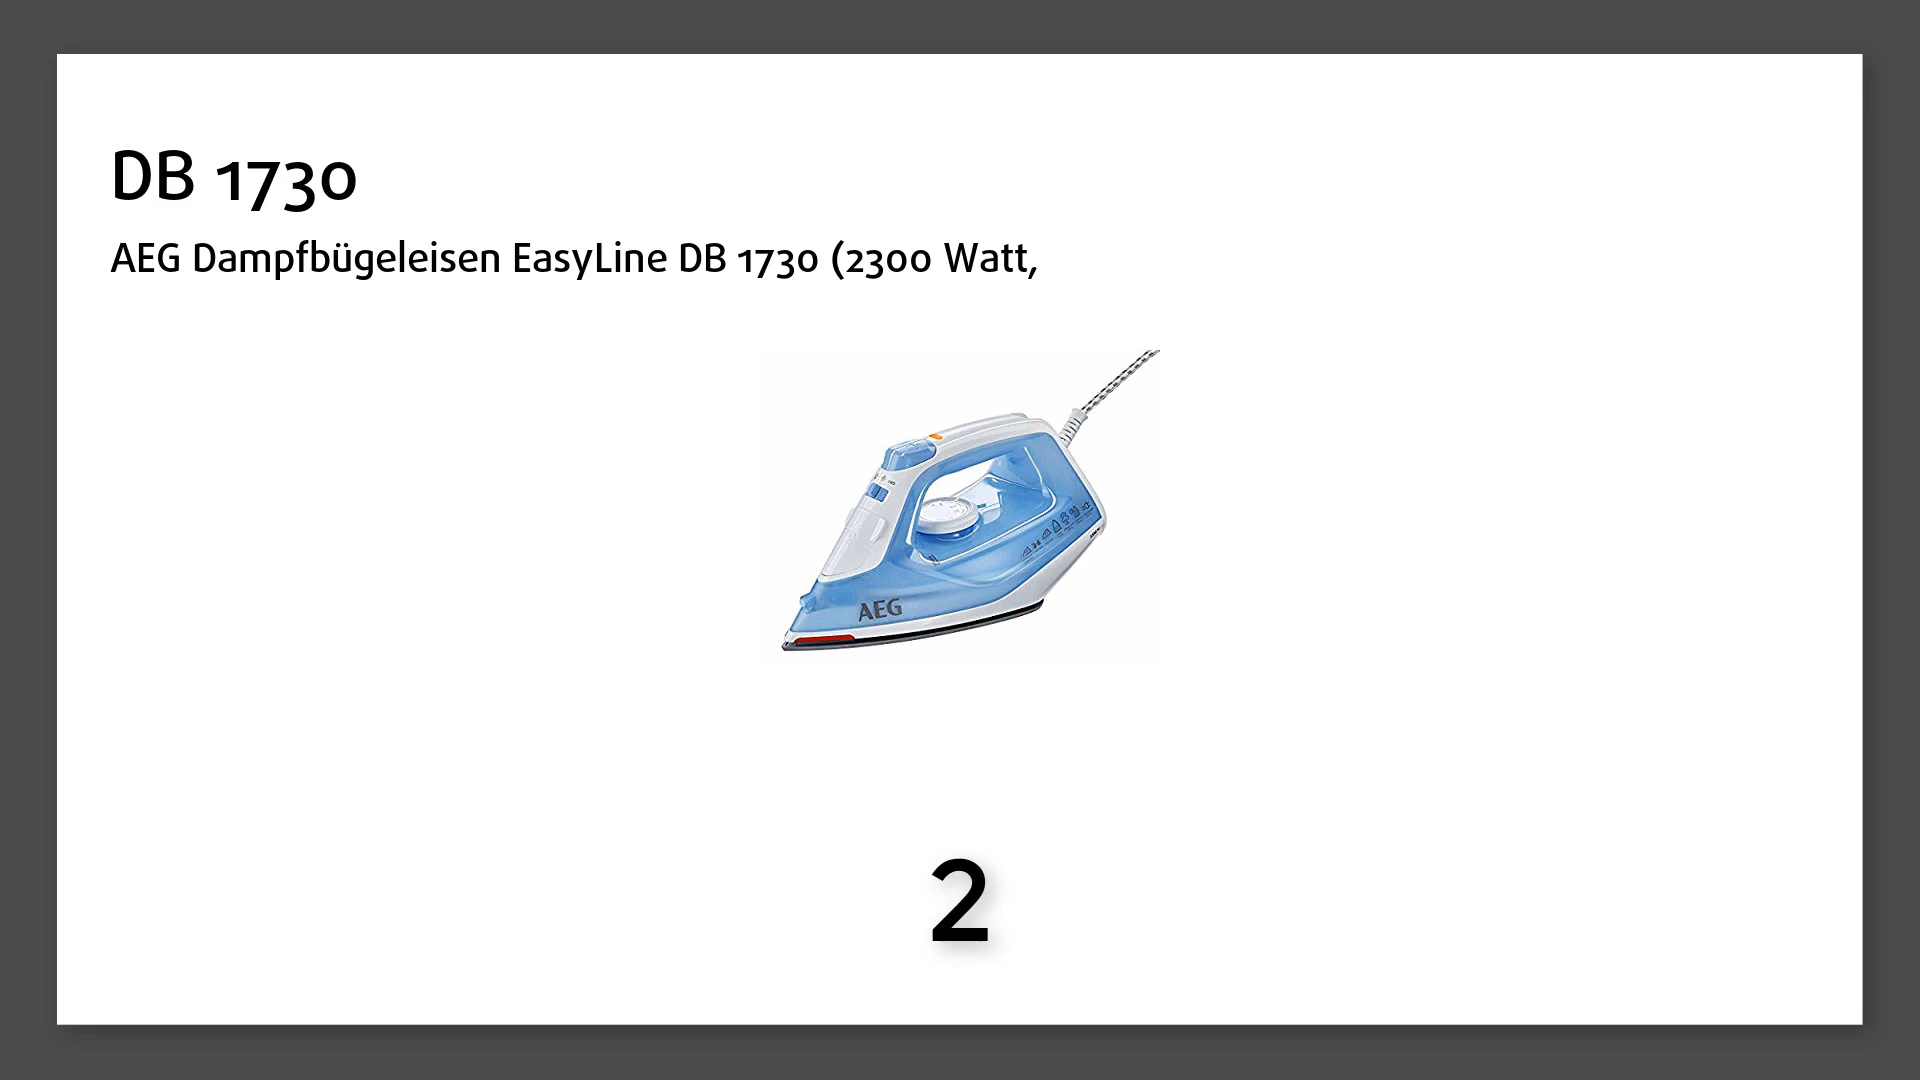 DB 1730
AEG Dampfbügeleisen EasyLine DB 1730 (2300 Watt,
AEG
2